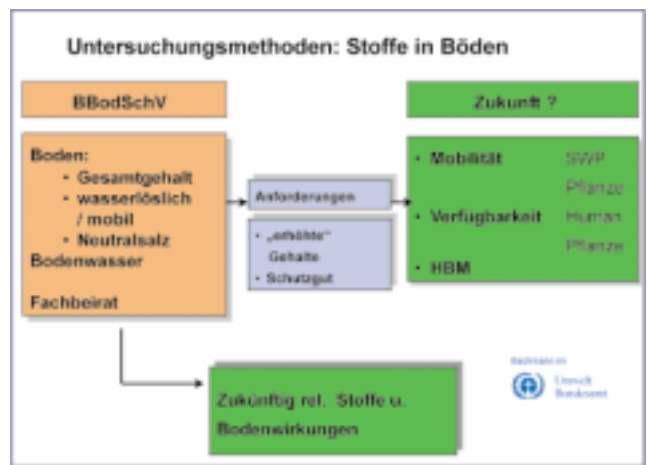 Untersuchungsmethoden: Stoffe in Böden
BBodSchV
Zukunft ?
Boden:
• Gesamtgehalt
• wasserlöslich
/ mobil
• Neutralsalz
Bodenwasser
Fachbeirat
Anforderungen
• „erhöhte“
Gehalte
• Schutzgut
• Mobilität SWP
Pflanze
• Verfügbarkeit Human
Pflanze
• HBM
Zukünftig rel. Stoffe u.
Bodenwirkungen
Umwelt
Bundesamt